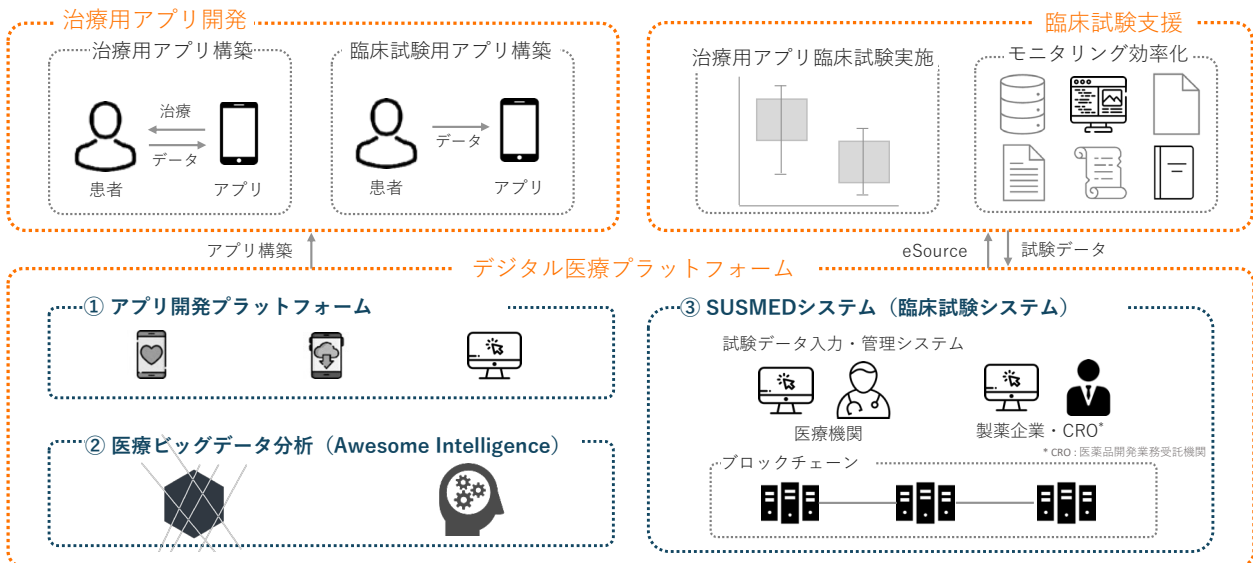 治療用アプリ開発
治療用アプリ構築
治療
データ
患者
アプリ
臨床試験用アプリ構築
データ
患者
アプリ
臨床試験支援
治療用アプリ臨床試験実施
モニタリング効率化
アプリ構築
eSource
試験データ
デジタル医療プラットフォーム
① アプリ開発プラットフォーム
② 医療ビッグデータ分析（Awesome Intelligence）
③ SUSMEDシステム（臨床試験システム）
試験データ入力・管理システム
医療機関
製薬企業・CRO*
* CRO : 医薬品開発業務受託機関
ブロックチェーン